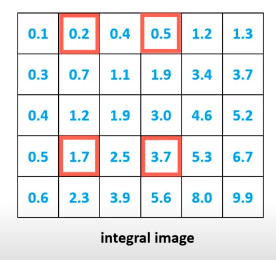 0.1 0.2 0.4 0.5 1.2 1.3
0.3 0.7 1.1 1.9 3.4 3.7
0.4 1.2 1.9 3.0 4.6 5.2
0.5 1.7 2.5 3.7 5.3 6.7
0.6 2.3 3.9 5.6 8.0 9.9
integral image